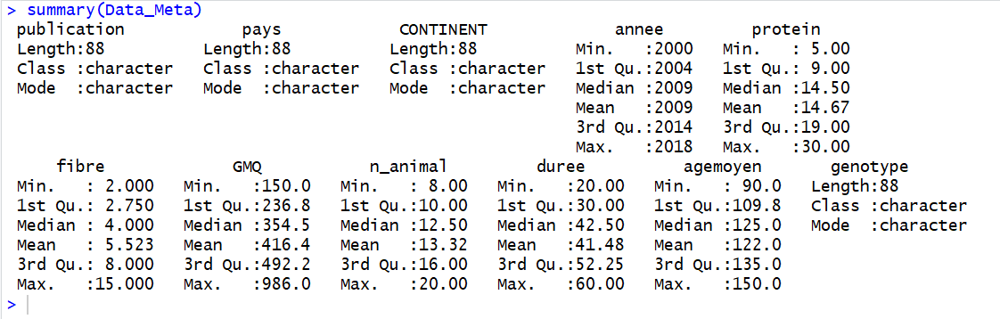 > summary(Data_Meta)
 publication            pays            CONTINENT             annee         protein
 Length:88          Length:88          Length:88          Min.   :2000   Min.   : 5.00
 Class :character   Class :character   Class :character   1st Qu.:2004   1st Qu.: 9.00
 Mode  :character   Mode  :character   Mode  :character   Median :2009   Median :14.50
                                                          Mean   :2009   Mean   :14.67
                                                          3rd Qu.:2014   3rd Qu.:19.00
                                                          Max.   :2018   Max.   :30.00
     fibre             GMQ           n_animal         duree          agemoyen       genotype
 Min.   : 2.000   Min.   :150.0   Min.   : 8.00   Min.   :20.00   Min.   : 90.0   Length:88
 1st Qu.: 2.750   1st Qu.:236.8   1st Qu.:10.00   1st Qu.:30.00   1st Qu.:109.8   Class :character
 Median : 4.000   Median :354.5   Median :12.50   Median :42.50   Median :125.0   Mode  :character
 Mean   : 5.523   Mean   :416.4   Mean   :13.32   Mean   :41.48   Mean   :122.0
 3rd Qu.: 8.000   3rd Qu.:492.2   3rd Qu.:16.00   3rd Qu.:52.25   3rd Qu.:135.0
 Max.   :15.000   Max.   :986.0   Max.   :20.00   Max.   :60.00   Max.   :150.0
>